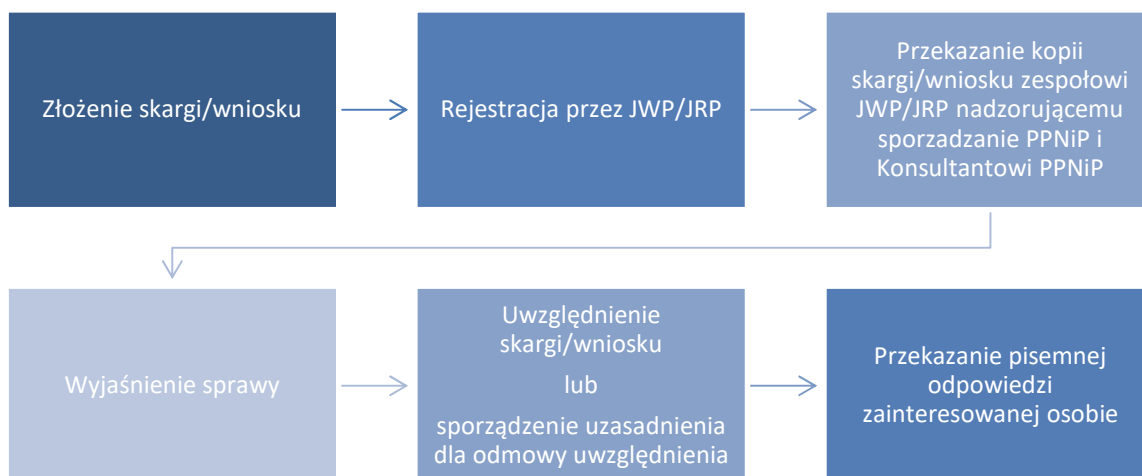 Złożenie skargi/wniosku
Rejestracja przez JWP/JRP
Przekazanie kopii
skargi/wniosku zespołowi
JWP/JRP nadzorującemu
sporzadzanie PPNiP i
Konsultantowi PPNiP
Wyjaśnienie sprawy
Uwzględnienie
skargi/wniosku
lub
sporządzenie uzasadnienia
dla odmowy uwzględnienia
Przekazanie pisemnej
odpowiedzi
zainteresowanej osobie